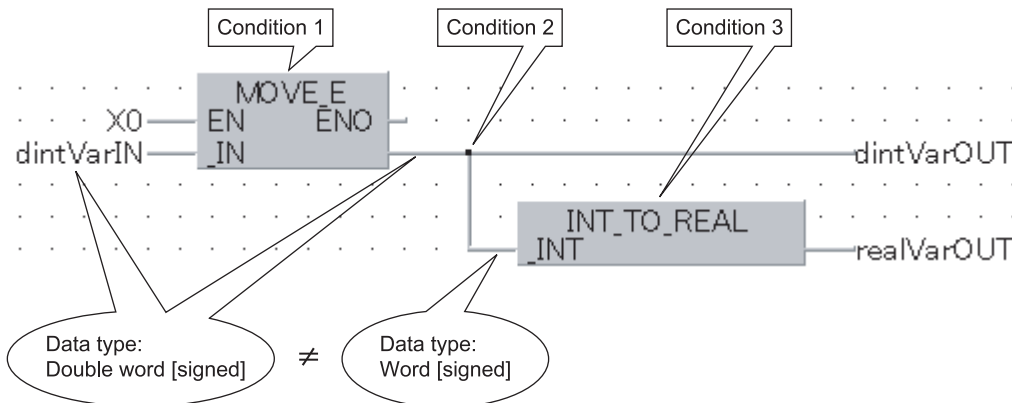 Condition 1
Condition 2
Condition 3
MOVE_E
X0
EN
ENO
dintVarIN
_IN
dintVarOUT
INT_TO_REAL
_INT
realVarOUT
Data type:
Double word [signed]
≠
Data type:
Word [signed]